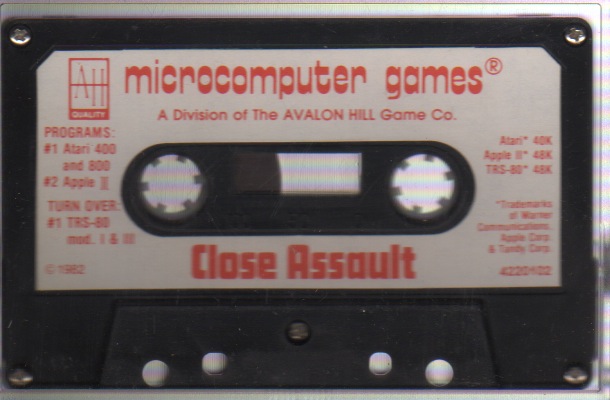 AH
QUALITY
microcomputer games®
A Division of The AVALON HILL Game Co.
PROGRAMS:
#1 Atari 400
and 800
#2 Apple ][
TURN OVER:
#1 TRS-80
mod. I & III
© 1982
Atari* 40K
Apple II* 48K
TRS-80* 48K
*Trademarks
of Warner
Communications,
Apple Corp.
& Tandy Corp.
Close Assault
4220102